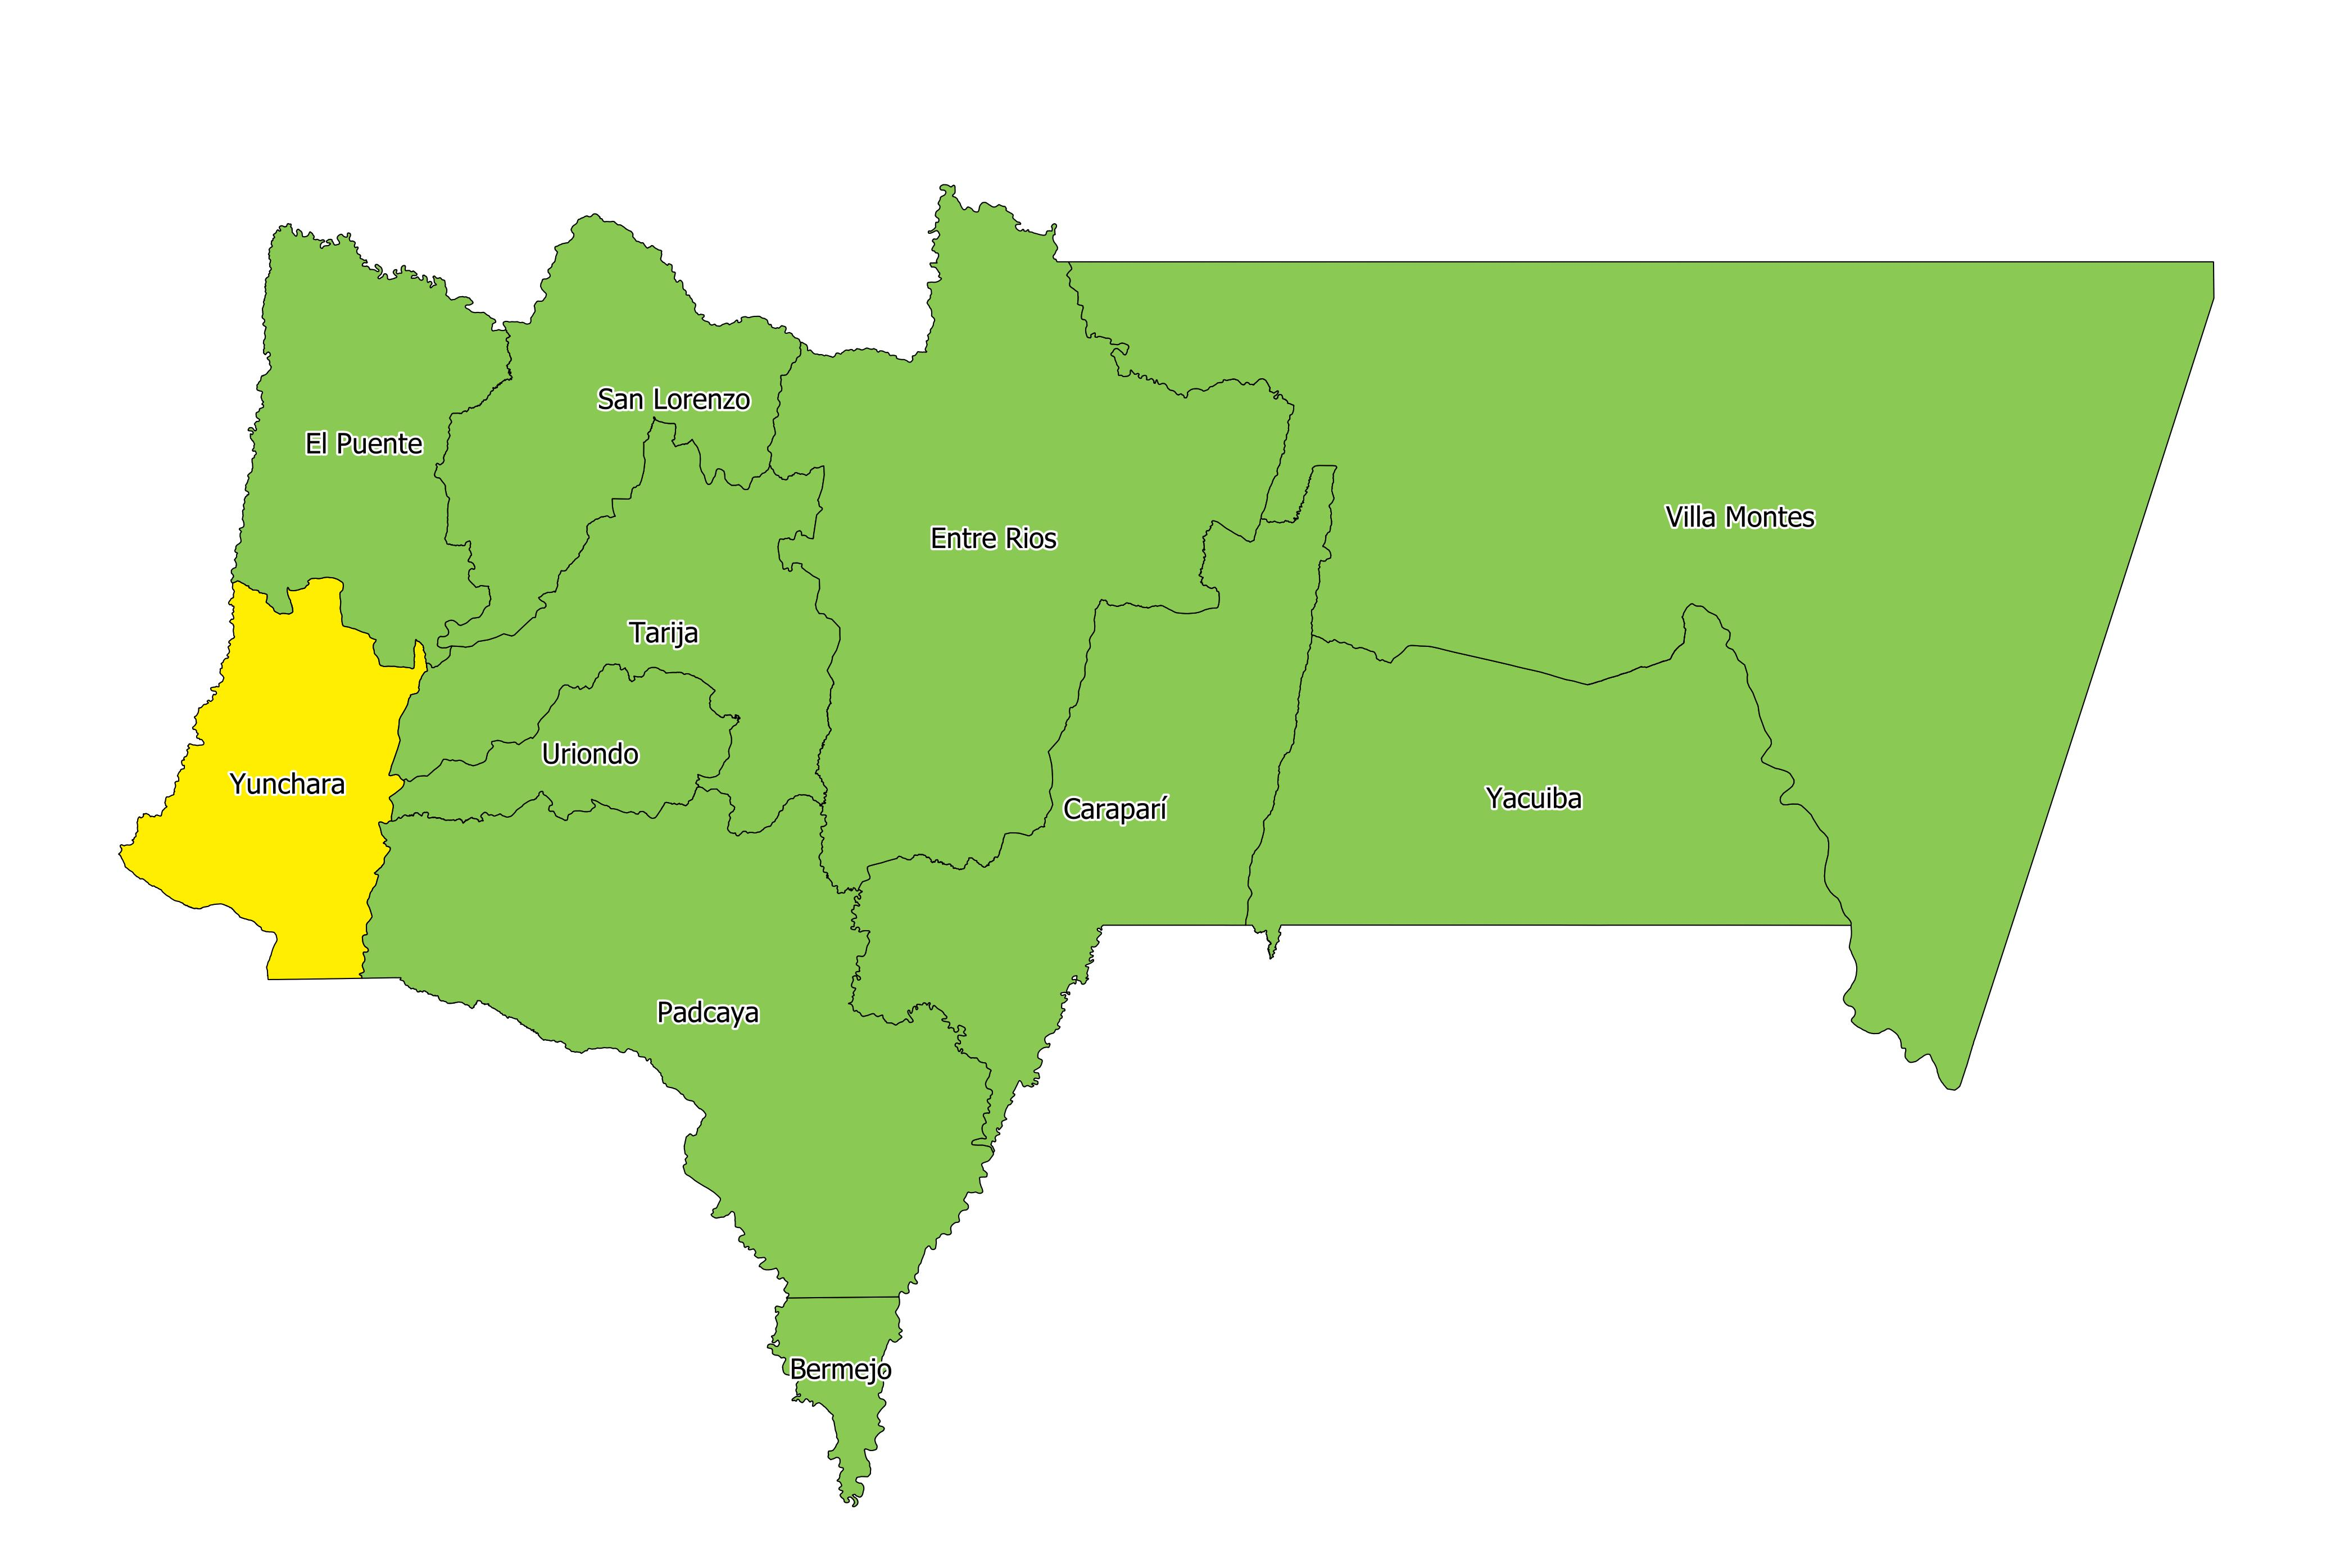 San Lorenzo
El Puente
Villa Montes
Entre Rios
Tarija
Uriondo
Yunchara
Yacuiba
Caraparí
Padcaya
Bermejo